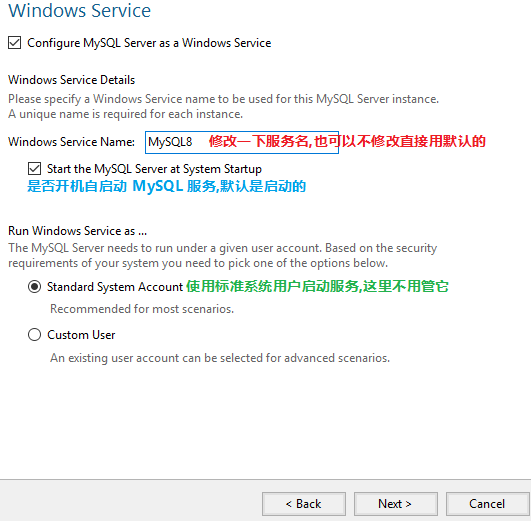 Windows Service
Configure MySQL Server as a Windows Service
Windows Service Details
Please specify a Windows Service name to be used for this MySQL Server instance.
A unique name is required for each instance.
Windows Service Name: MySQL8 修改一下服务名,也可以不修改直接用默认的
Start the MySQL Server at System Startup
是否开机自启动 MySQL 服务,默认是启动的
Run Windows Service as ...
The MySQL Server needs to run under a given user account. Based on the security
requirements of your system you need to pick one of the options below.
Standard System Account 使用标准系统用户启动服务,这里不用管它
Recommended for most scenarios.
Custom User
An existing user account can be selected for advanced scenarios.
< Back Next > Cancel